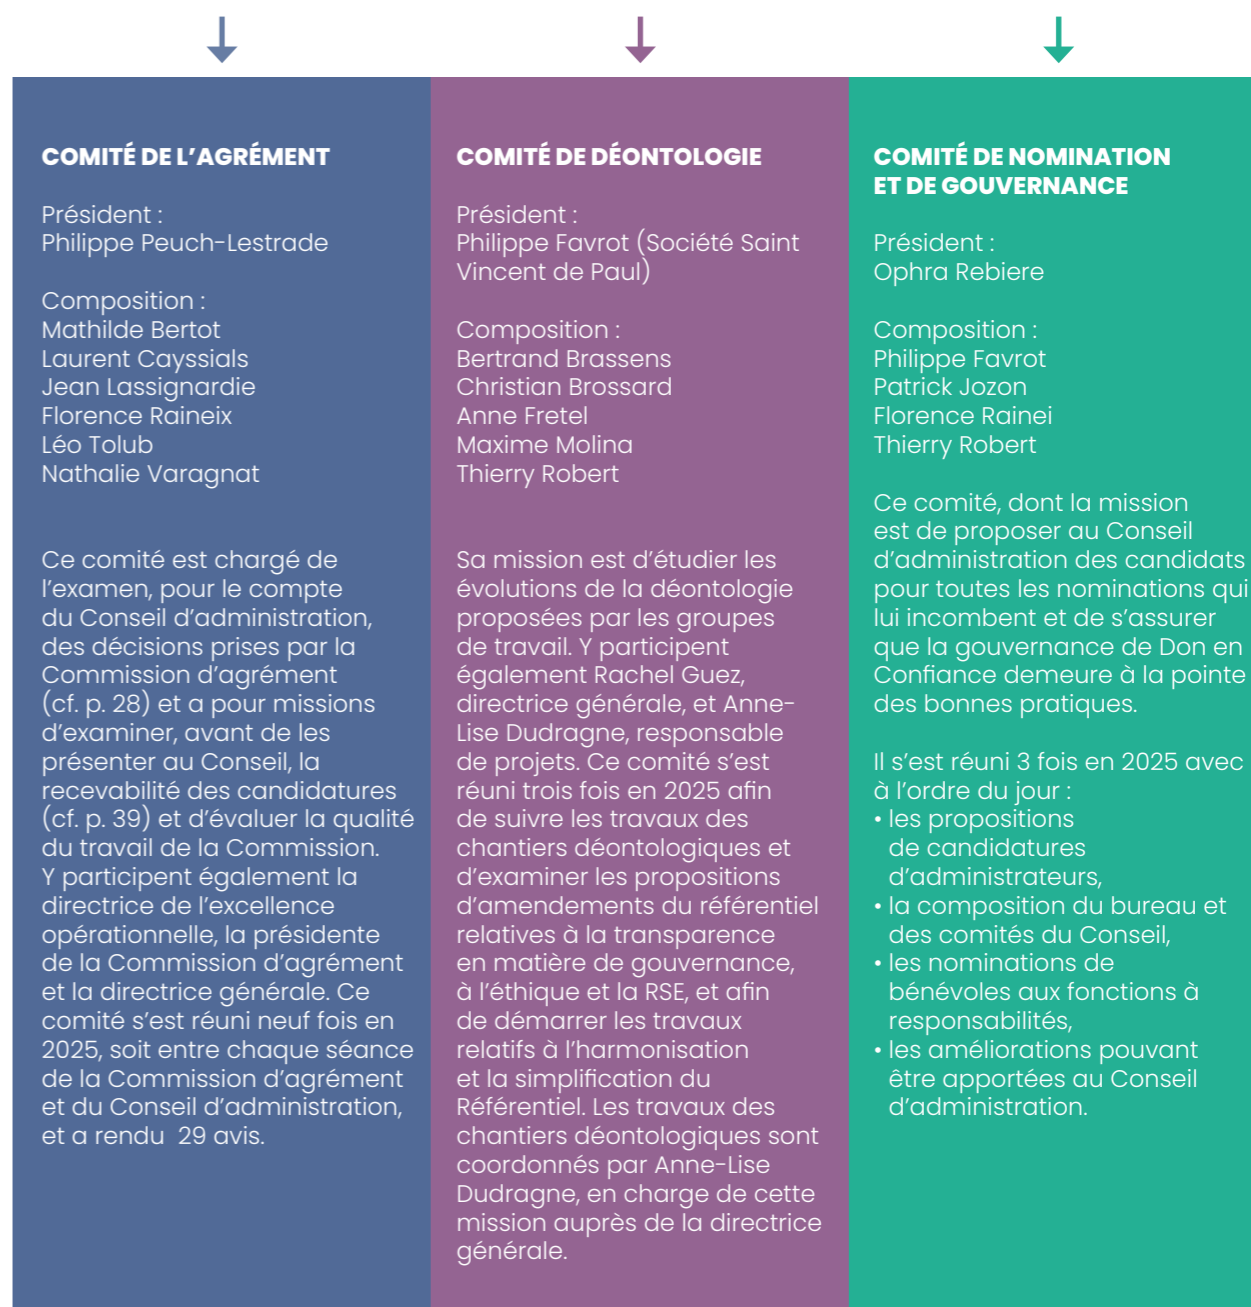 COMITÉ DE L’AGRÉMENT
Président :
Philippe Peuch-Lestrade
Composition :
Mathilde Bertot
Laurent Cayssials
Jean Lassignardie
Florence Raineix
Léo Tolub
Nathalie Varagnat
Ce comité est chargé de
l’examen, pour le compte
du Conseil d’administration,
des décisions prises par la
Commission d’agrément
(cf. p. 28) et a pour missions
d’examiner, avant de les
présenter au Conseil, la
recevabilité des candidatures
(cf. p. 39) et d’évaluer la qualité
du travail de la Commission.
Y participent également la
directrice de l’excellence
opérationnelle, la présidente
de la Commission d’agrément
et la directrice générale. Ce
comité s’est réuni neuf fois en
2025, soit entre chaque séance
de la Commission d’agrément
et du Conseil d’administration,
et a rendu  29 avis.
COMITÉ DE DÉONTOLOGIE
Président :
Philippe Favrot (Société Saint
Vincent de Paul)
Composition :
Bertrand Brassens
Christian Brossard
Anne Fretel
Maxime Molina
Thierry Robert
Sa mission est d’étudier les
évolutions de la déontologie
proposées par les groupes
de travail. Y participent
également Rachel Guez,
directrice générale, et Anne-
Lise Dudragne, responsable
de projets. Ce comité s’est
réuni trois fois en 2025 afin
de suivre les travaux des
chantiers déontologiques et
d’examiner les propositions
d’amendements du référentiel
relatives à la transparence
en matière de gouvernance,
à l’éthique et la RSE, et afin
de démarrer les travaux
relatifs à l’harmonisation
et la simplification du
Référentiel. Les travaux des
chantiers déontologiques sont
coordonnés par Anne-Lise
Dudragne, en charge de cette
mission auprès de la directrice
générale.
COMITÉ DE NOMINATION
ET DE GOUVERNANCE
Président :
Ophra Rebiere
Composition :
Philippe Favrot
Patrick Jozon
Florence Rainei
Thierry Robert
Ce comité, dont la mission
est de proposer au Conseil
d’administration des candidats
pour toutes les nominations qui
lui incombent et de s’assurer
que la gouvernance de Don en
Confiance demeure à la pointe
des bonnes pratiques.
Il s’est réuni 3 fois en 2025 avec
à l’ordre du jour :
• les propositions
de candidatures
d’administrateurs,
• la composition du bureau et
des comités du Conseil,
• les nominations de
bénévoles aux fonctions à
responsabilités,
• les améliorations pouvant
être apportées au Conseil
d’administration.